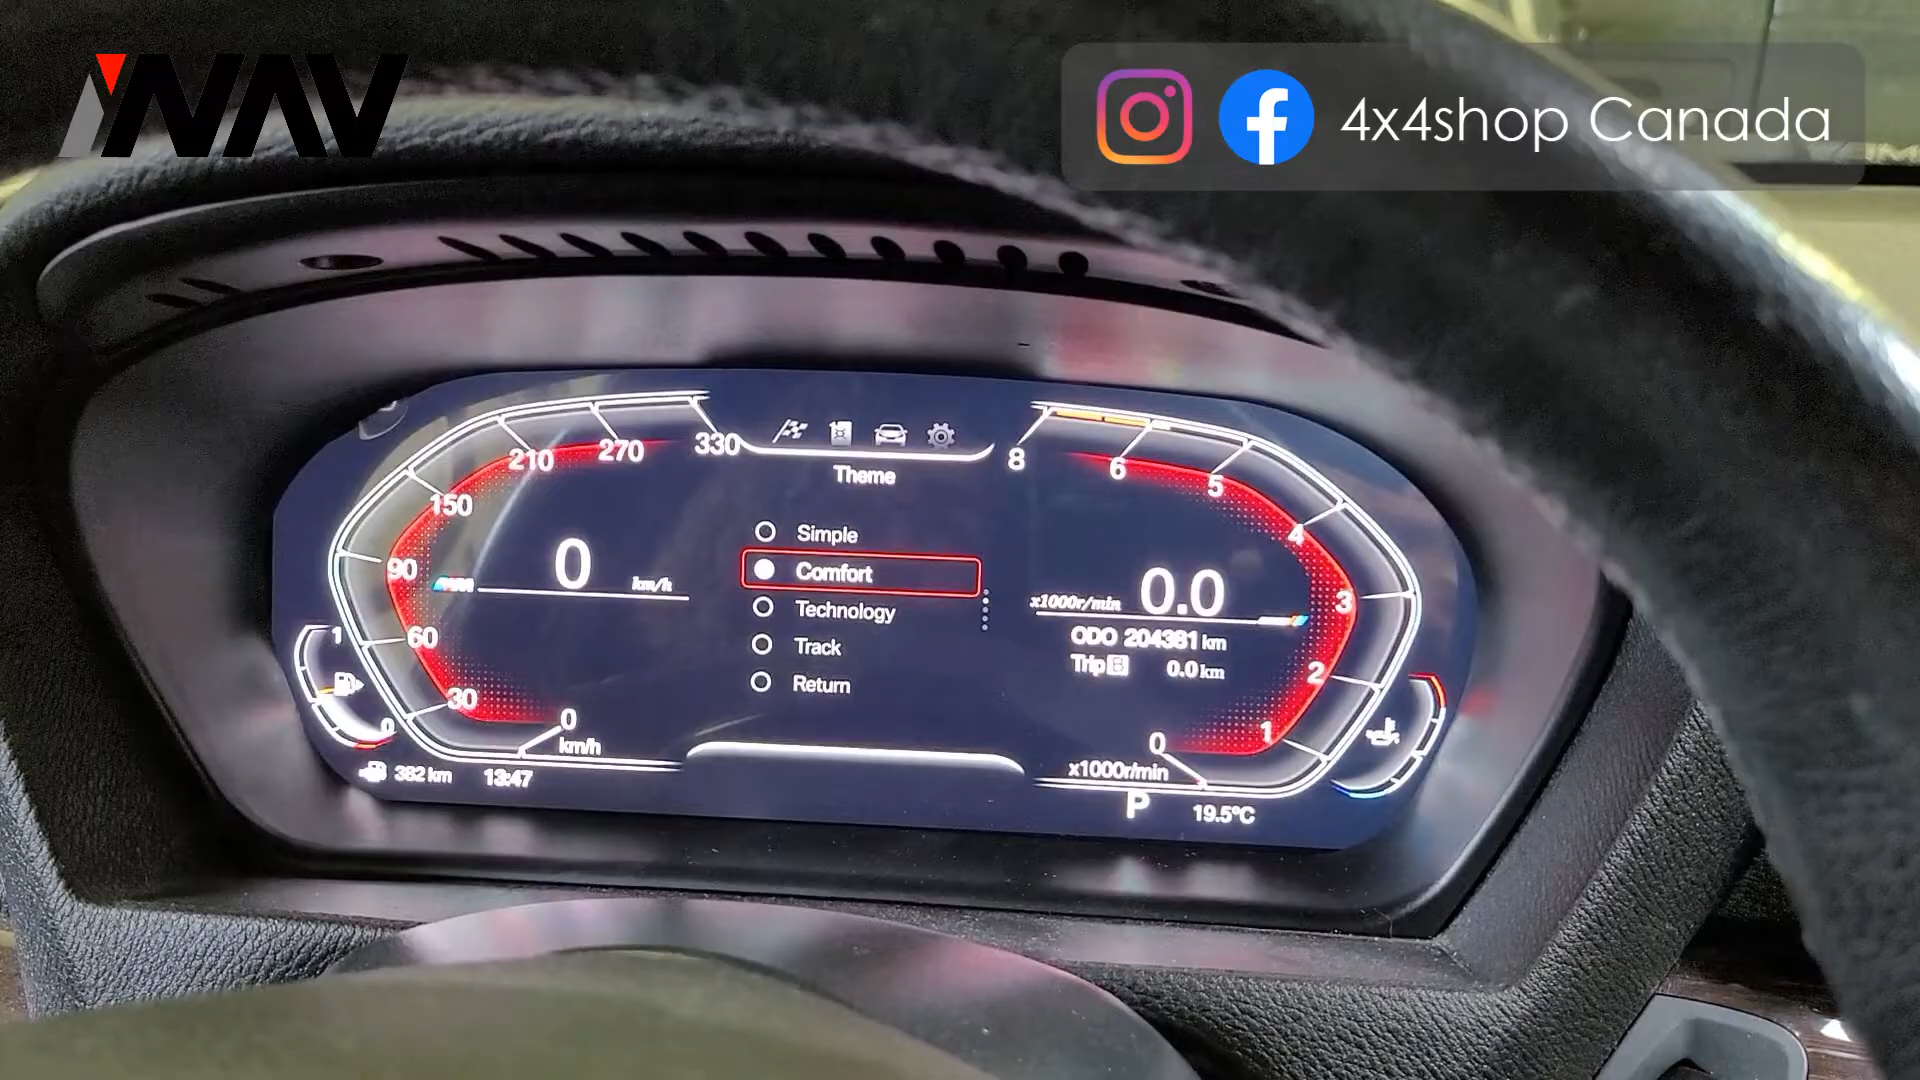 iNAV
4x4shop Canada
Theme
Simple
Comfort
Technology
Track
Return
330
270
210
150
90
60
30
0
km/h
0
km/h
1
0
382 km
13:47
8
6
5
4
3
2
1
0
x1000r/min
x1000r/min
0.0
ODO 204381 km
Trip B 0.0 km
P
19.5°C